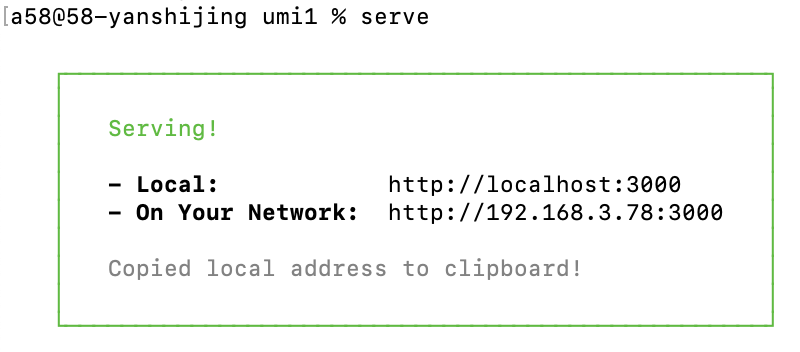 [a58@58-yanshijing umi1 % serve
Serving!
- Local: http://localhost:3000
- On Your Network: http://192.168.3.78:3000
Copied local address to clipboard!